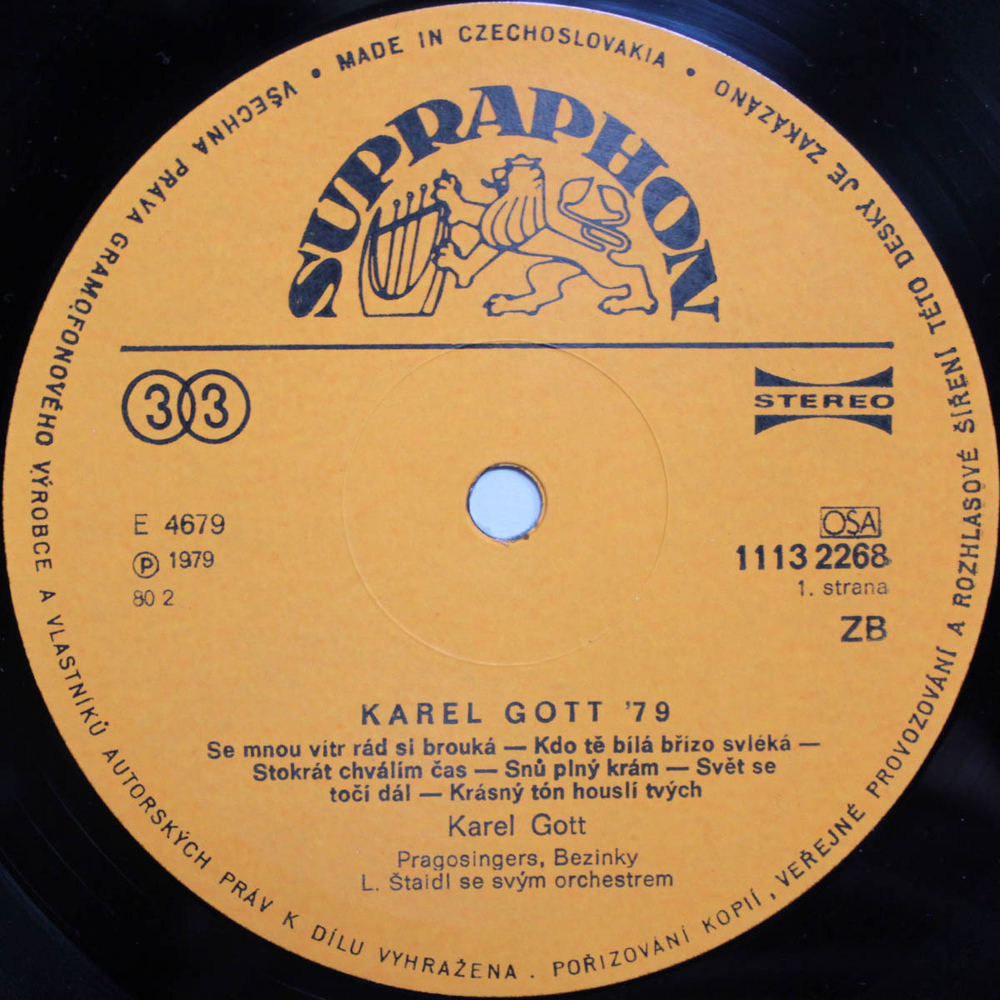 VŠECHNA PRÁVA GRAMOFONOVÉHO VÝROBCE A VLASTNÍKŮ AUTORSKÝCH PRÁV K DÍLU VYHRAŽENA . POŘIZOVÁNÍ KOPIÍ, VEŘEJNÉ PROVOZOVÁNÍ A ROZHLASOVÉ ŠÍŘENÍ TÉTO DESKY JE ZAKÁZÁNO
• MADE IN CZECHOSLOVAKIA •
SUPRAPHON
33
STEREO
E 4679
Ⓟ 1979
80 2
OSA
1113 2268
1. strana
ZB
KAREL GOTT '79
Se mnou vítr rád si brouká — Kdo tě bílá břízo svléká —
Stokrát chválím čas — Snů plný krám — Svět se
točí dál — Krásný tón houslí tvých
Karel Gott
Pragosingers, Bezinky
L. Štaidl se svým orchestrem